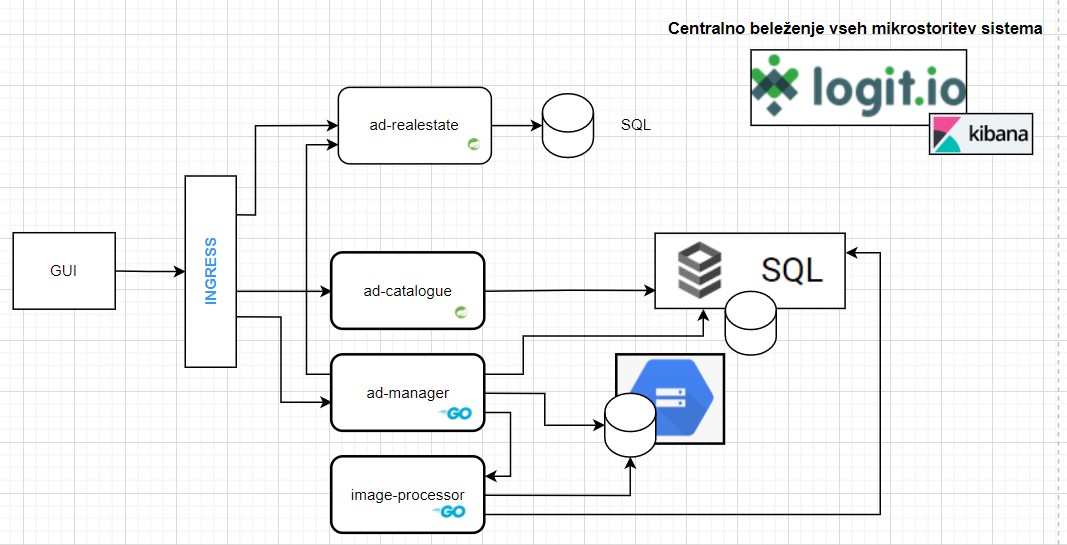 Centralno beleženje vseh mikrostoritev sistema
logit.io
kibana
ad-realestate
SQL
GUI
INGRESS
ad-catalogue
SQL
ad-manager
GO
image-processor
GO